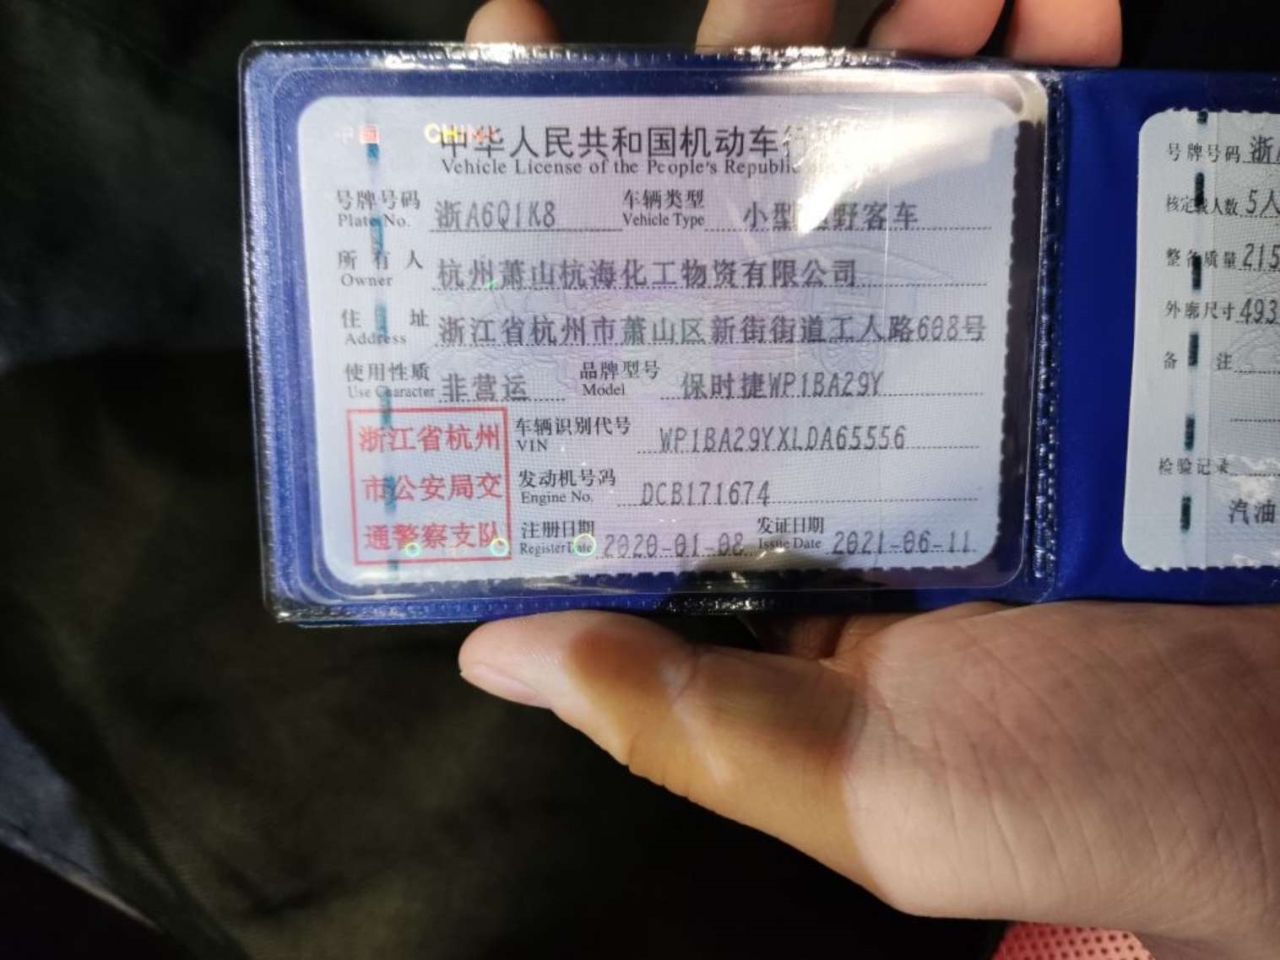 中国 CHINA
中华人民共和国机动车行
Vehicle License of the People's Republic
号牌号码 浙A6Q1K8 车辆类型 小型 野客车
Plate No. Vehicle Type
所有人 杭州萧山杭海化工物资有限公司
Owner
住址 浙江省杭州市萧山区新街街道工人路608号
Address
使用性质 非营运 品牌型号 保时捷WP1BA29Y
Use Character Model
浙江省杭州
市公安局交
通警察支队
车辆识别代号 WP1BA29YXLDA65556
VIN
发动机号码 DCB171674
Engine No.
注册日期 2020-01-08 发证日期 2021-06-11
Register Date Issue Date
号牌号码 浙
核定载人数 5人
整备质量 215
外廓尺寸 493
备注
检验记录
汽油